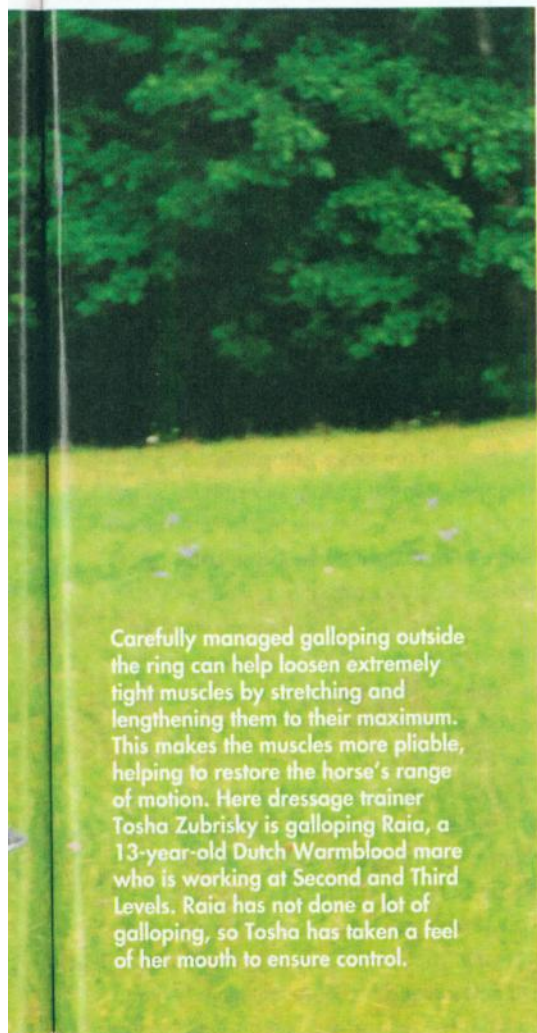 Carefully managed galloping outside
the ring can help loosen extremely
tight muscles by stretching and
lengthening them to their maximum.
This makes the muscles more pliable,
helping to restore the horse's range
of motion. Here dressage trainer
Tosha Zubrisky is galloping Raia, a
13-year-old Dutch Warmblood mare
who is working at Second and Third
Levels. Raia has not done a lot of
galloping, so Tosha has taken a feel
of her mouth to ensure control.